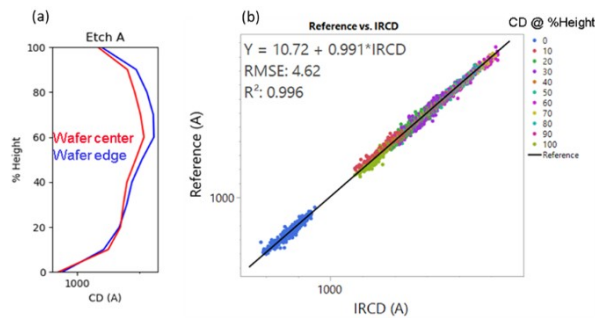 (a)
Etch A
100
80
60
40
20
0
% Height
Wafer center
Wafer edge
1000
CD (A)
(b)
Reference vs. IRCD
Y = 10.72 + 0.991*IRCD
RMSE: 4.62
R²: 0.996
Reference (A)
1000
1000
IRCD (A)
CD @ %Height
0
10
20
30
40
50
60
70
80
90
100
Reference